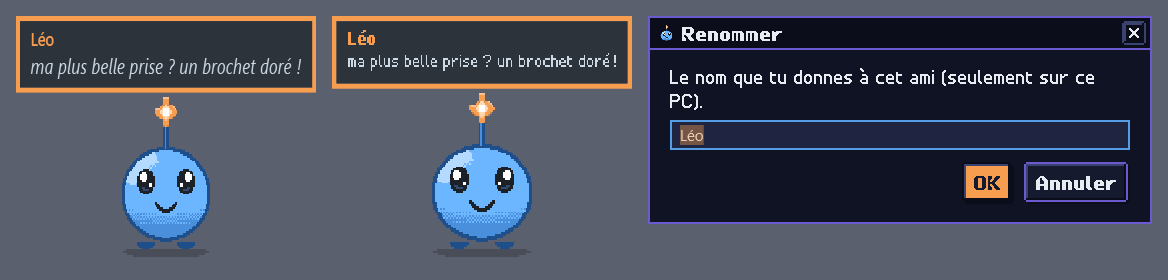 Léo
ma plus belle prise ? un brochet doré !
Léo
ma plus belle prise ? un brochet doré !
Renommer
Le nom que tu donnes à cet ami (seulement sur ce
PC).
Léo
OK
Annuler